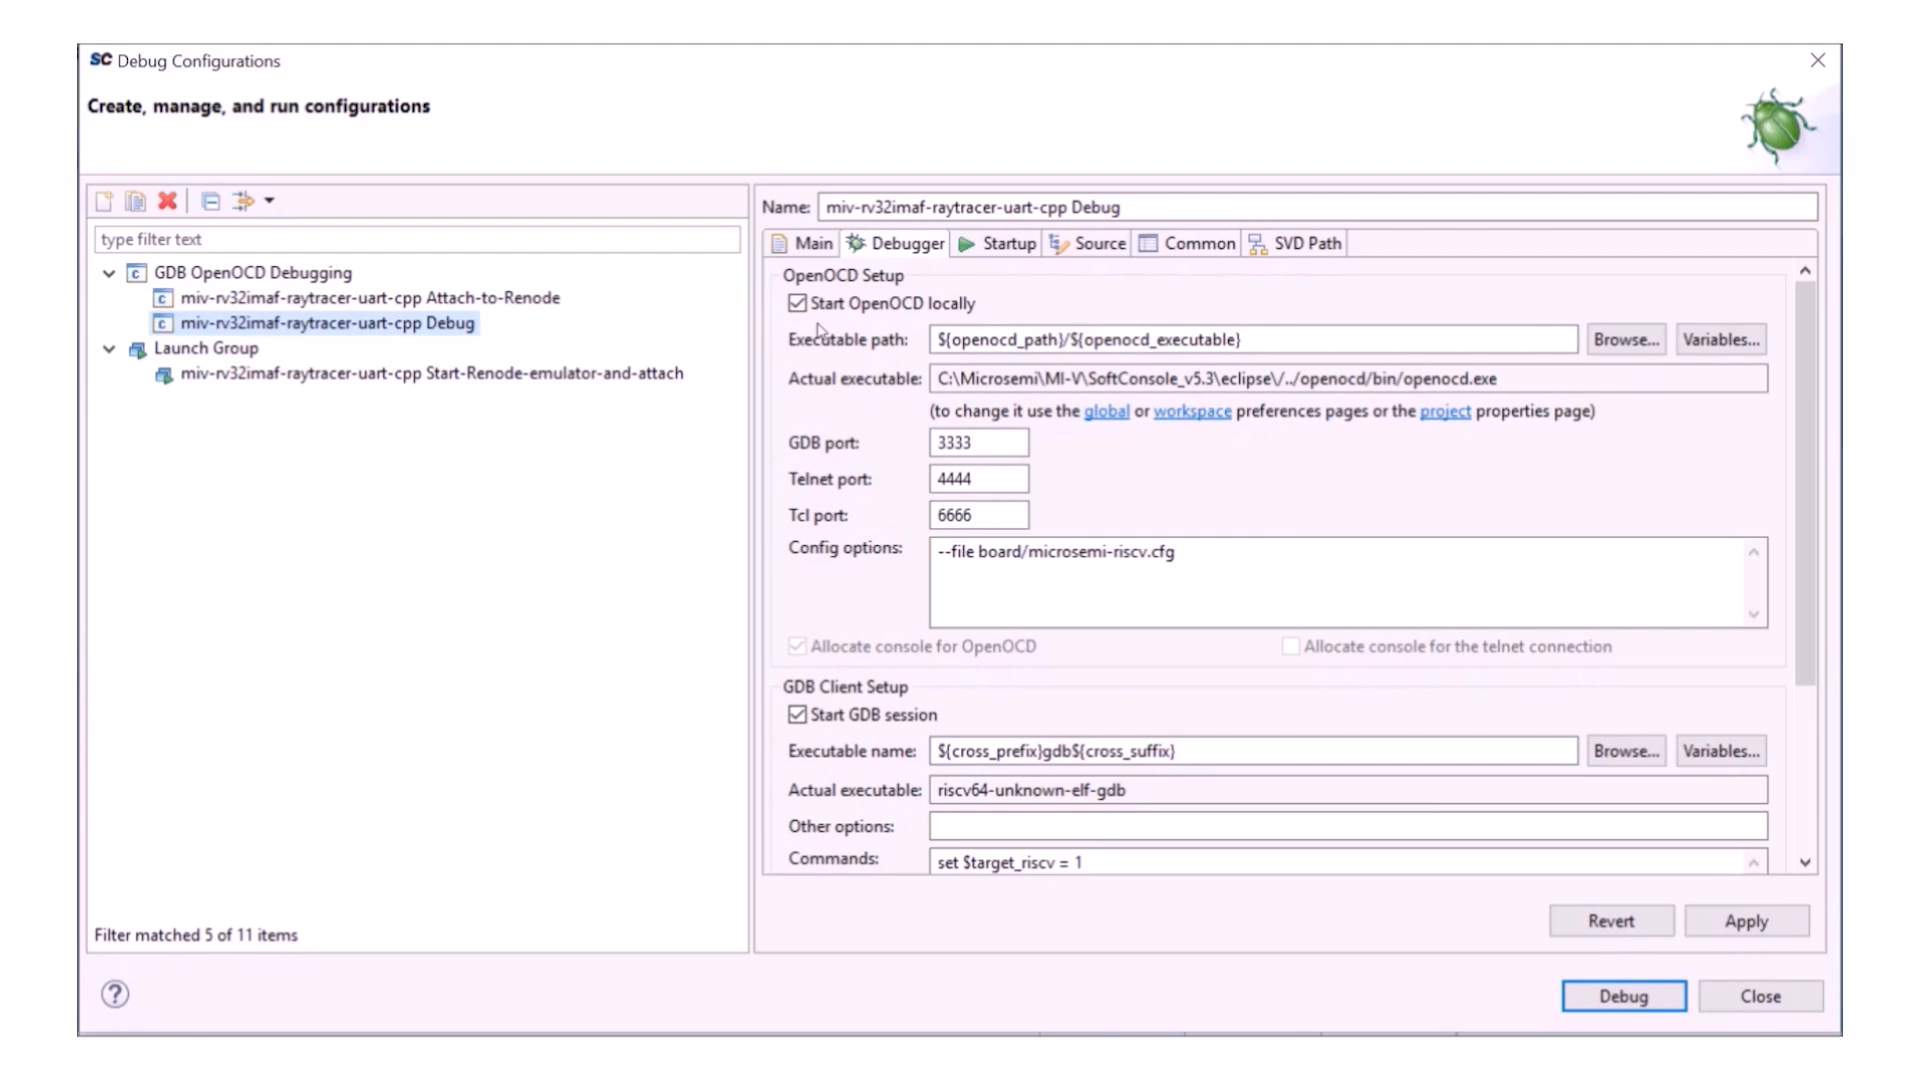 SC Debug Configurations
Create, manage, and run configurations
type filter text
GDB OpenOCD Debugging
miv-rv32imaf-raytracer-uart-cpp Attach-to-Renode
miv-rv32imaf-raytracer-uart-cpp Debug
Launch Group
miv-rv32imaf-raytracer-uart-cpp Start-Renode-emulator-and-attach
Filter matched 5 of 11 items
Name: miv-rv32imaf-raytracer-uart-cpp Debug
Main Debugger Startup Source Common SVD Path
OpenOCD Setup
Start OpenOCD locally
Executable path: ${openocd_path}/${openocd_executable} Browse... Variables...
Actual executable: C:\Microsemi\MI-V\SoftConsole_v5.3\eclipse\/../openocd/bin/openocd.exe
(to change it use the global or workspace preferences pages or the project properties page)
GDB port: 3333
Telnet port: 4444
Tcl port: 6666
Config options: --file board/microsemi-riscv.cfg
Allocate console for OpenOCD Allocate console for the telnet connection
GDB Client Setup
Start GDB session
Executable name: ${cross_prefix}gdb${cross_suffix} Browse... Variables...
Actual executable: riscv64-unknown-elf-gdb
Other options:
Commands: set $target_riscv = 1
Revert Apply
? Debug Close